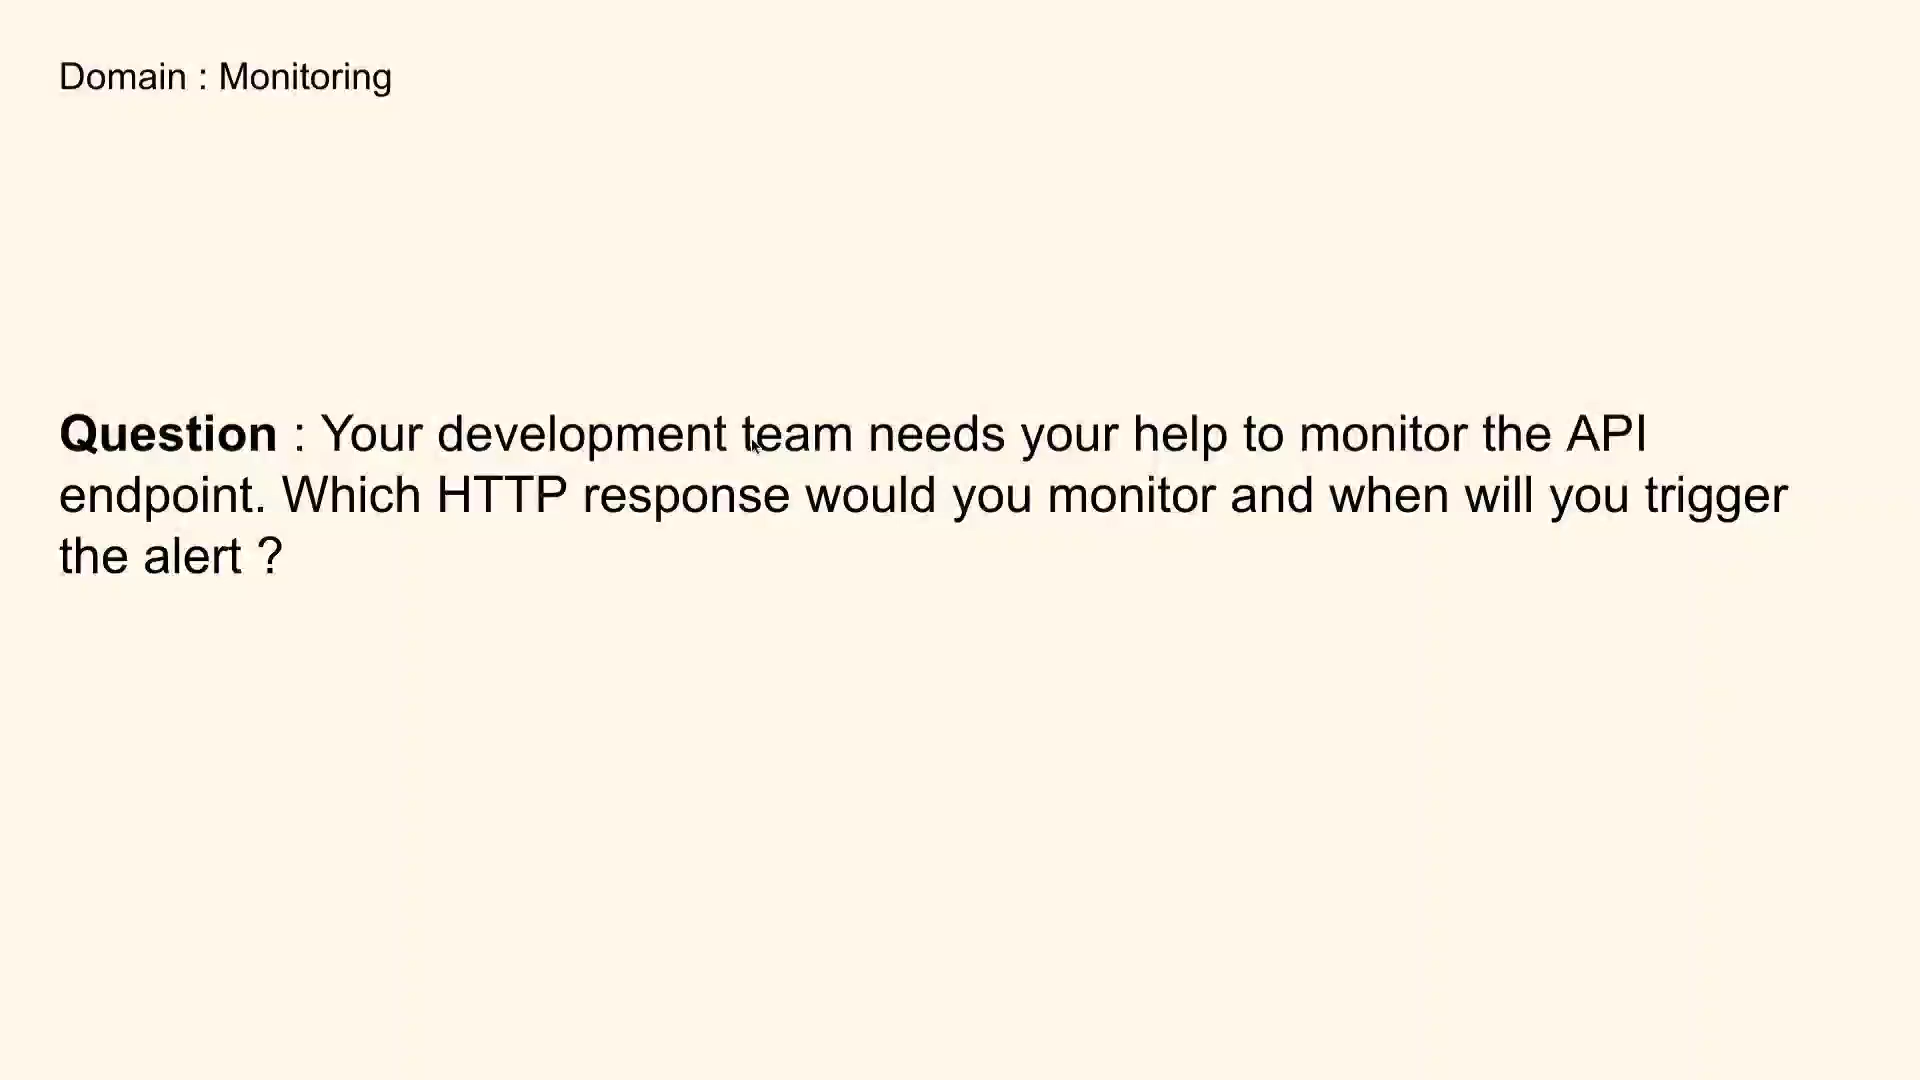 Domain : Monitoring
Question : Your development team needs your help to monitor the API
endpoint. Which HTTP response would you monitor and when will you trigger
the alert ?